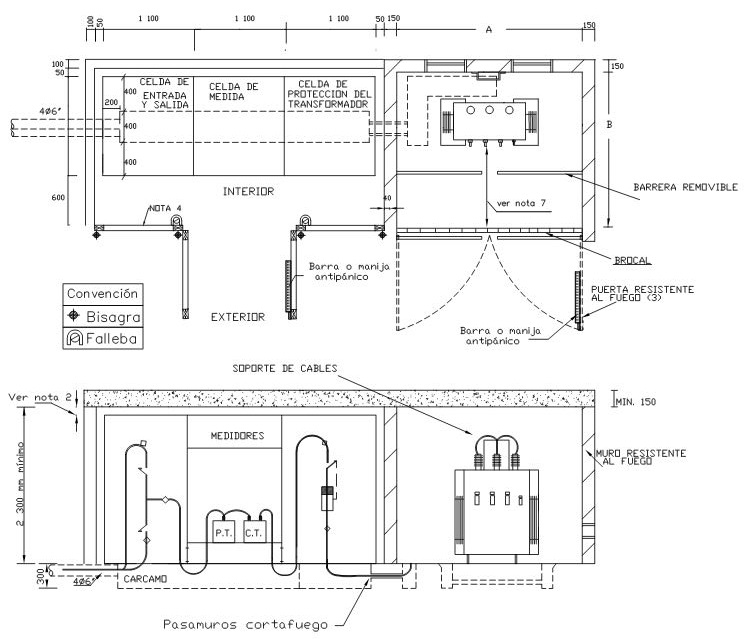 1 100
1 100
1 100
50
150
A
150
100
50
100
50
150
CELDA DE
ENTRADA
Y SALIDA
CELDA DE
MEDIDA
CELDA DE
PROTECCION DEL
TRANSFORMADOR
400
200
400
400
4Ø6"
B
600
INTERIOR
40
BARRERA REMOVIBLE
ver nota 7
NOTA 4
BROCAL
Barra o manija
antipánico
PUERTA RESISTENTE
AL FUEGO (3)
Convención
Bisagra
Falleba
EXTERIOR
Barra o manija
antipánico
SOPORTE DE CABLES
Ver nota 2
MIN. 150
MEDIDORES
MURO RESISTENTE
AL FUEGO
2 300 mm mínimo
P.T.
C.T.
300
4Ø6"
CARCAMO
Pasamuros cortafuego